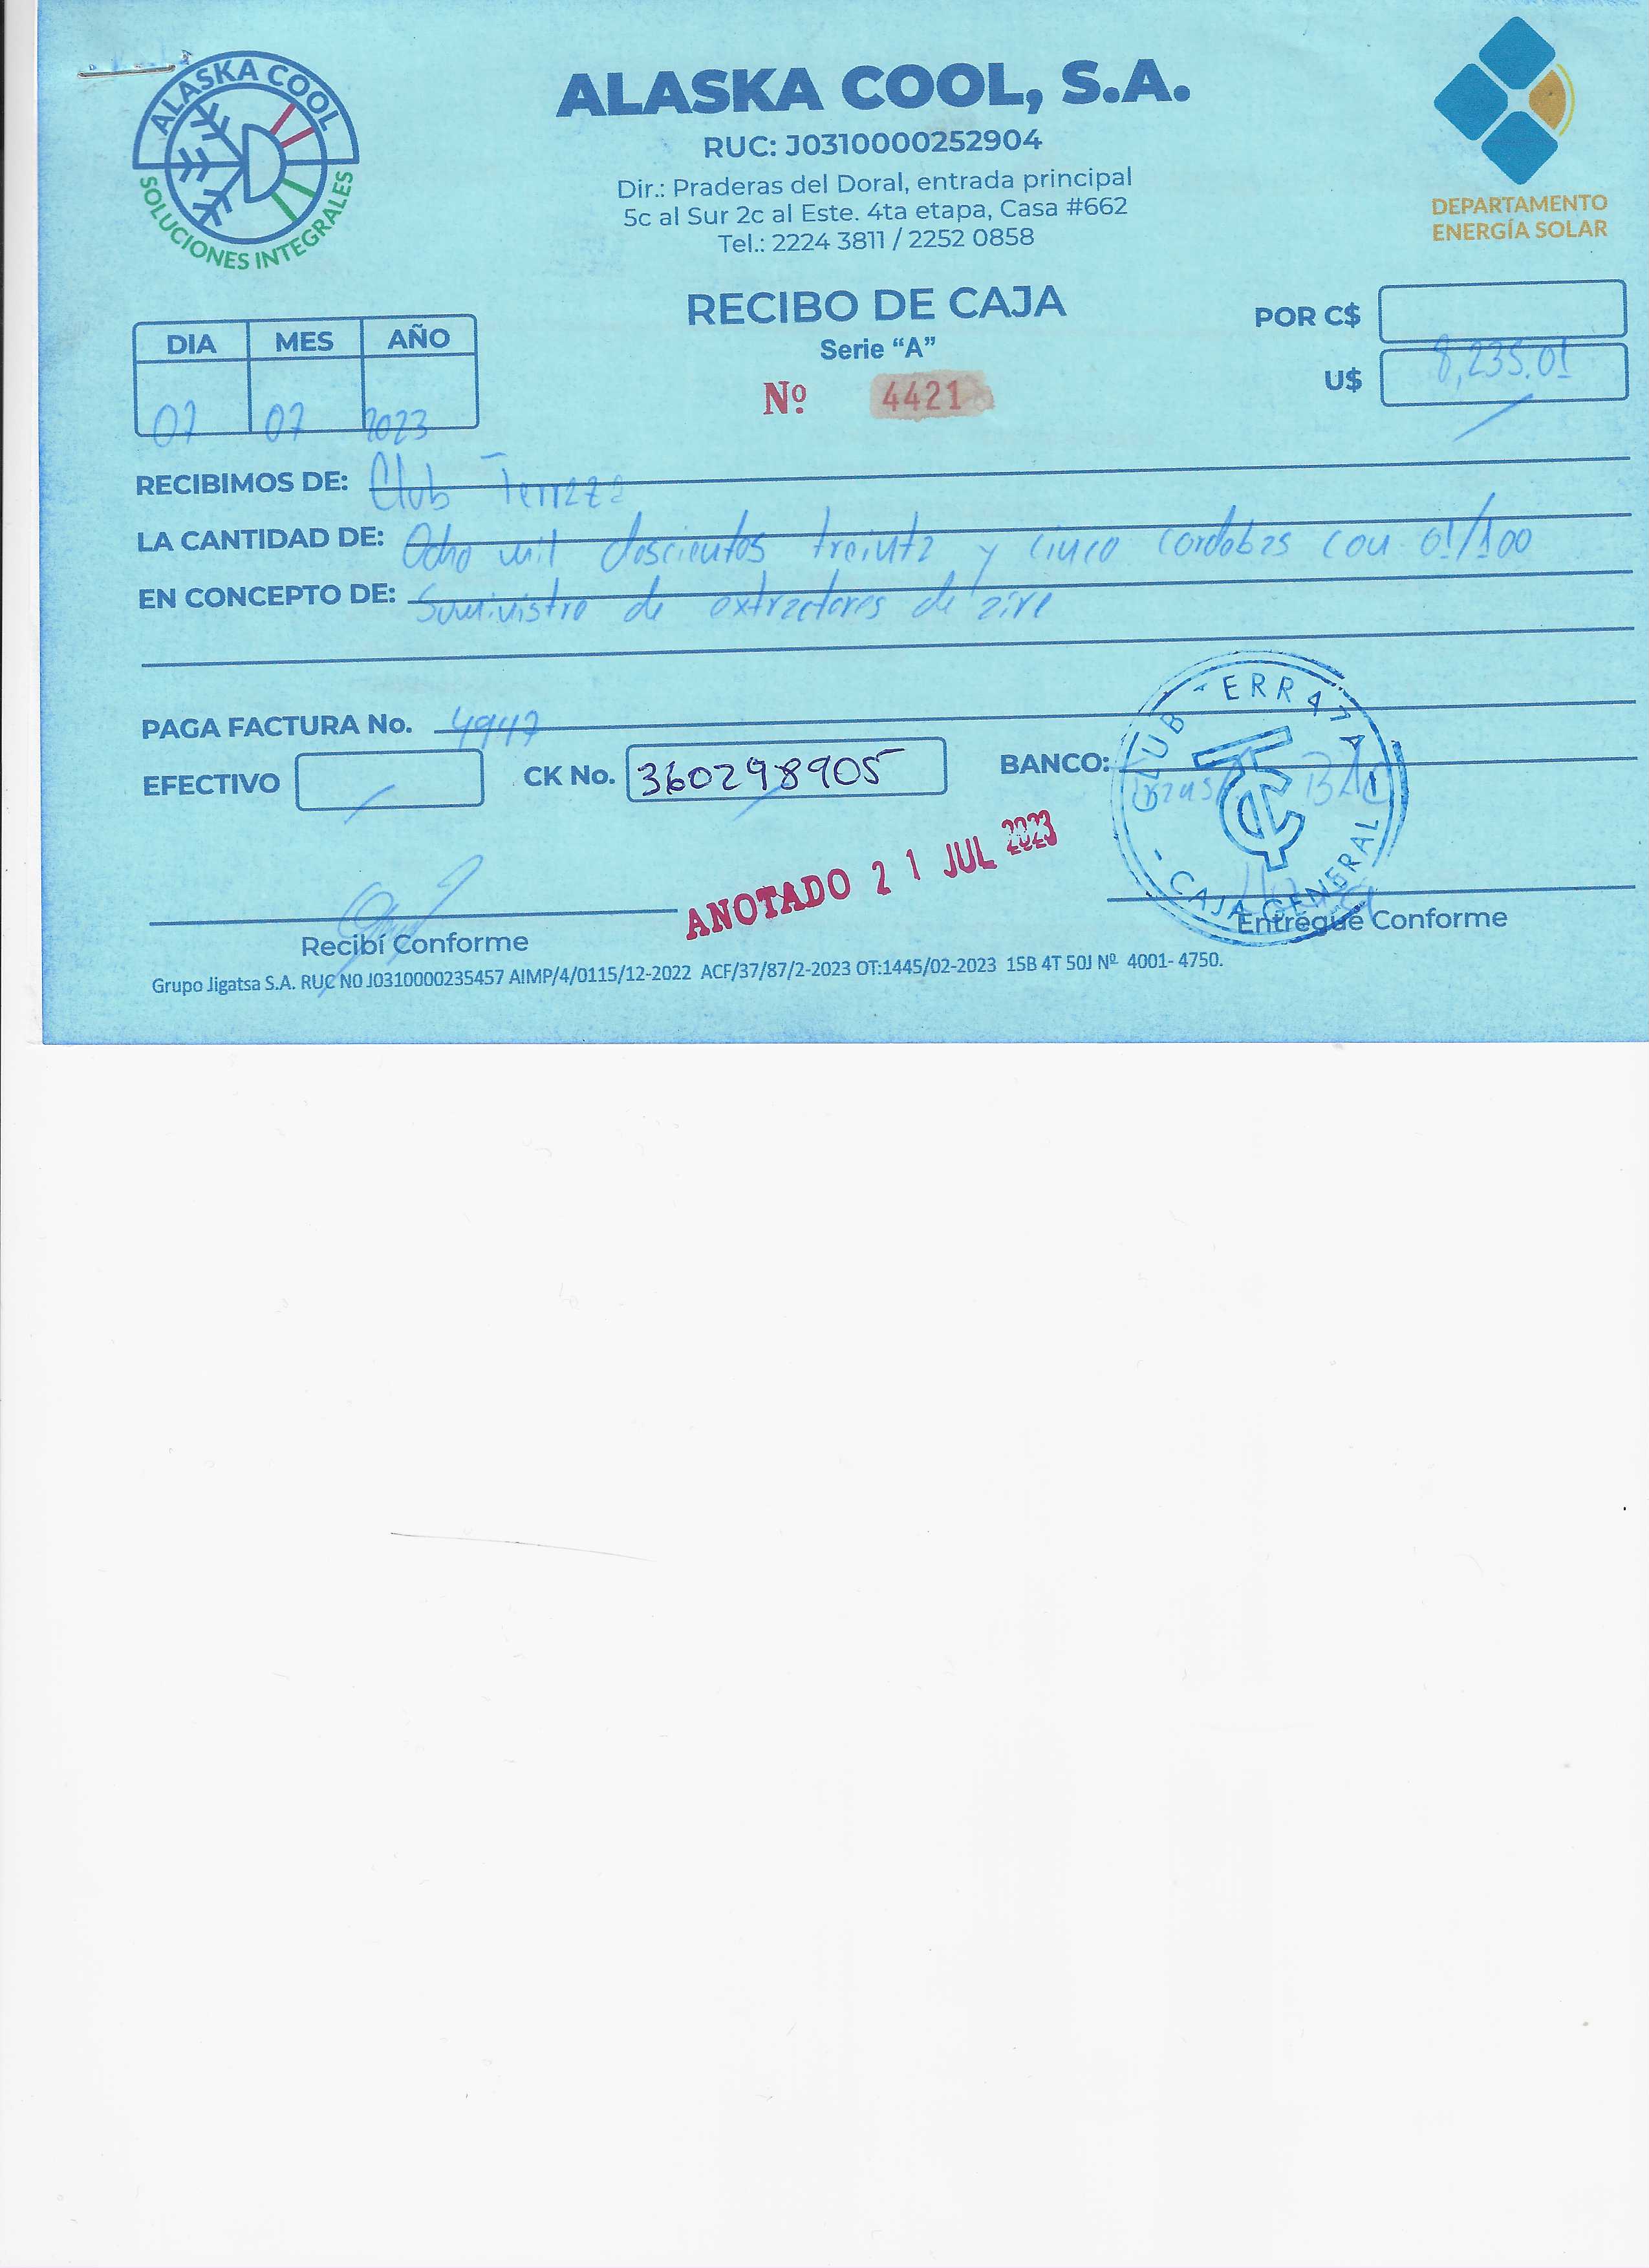 ALASKA COOL
SOLUCIONES INTEGRALES
ALASKA COOL, S.A.
RUC: J0310000252904
Dir.: Praderas del Doral, entrada principal
5c al Sur 2c al Este. 4ta etapa, Casa #662
Tel.: 2224 3811 / 2252 0858
DEPARTAMENTO
ENERGÍA SOLAR
RECIBO DE CAJA
Serie "A"
Nº 4421
DIA MES AÑO
07 07 2023
POR C$
8,235.01
U$
RECIBIMOS DE: Club Terraza
LA CANTIDAD DE: Ocho mil doscientos treinta y cinco cordobas con 01/100
EN CONCEPTO DE: Suministro de extractores de aire
PAGA FACTURA No. 4947
EFECTIVO CK No. 360298905 BANCO: BAC
CLUB TERRAZA
TC
- CAJA GENERAL -
ANOTADO 21 JUL 2023
Recibí Conforme Entregue Conforme
Grupo Jigatsa S.A. RUC N0 J0310000235457 AIMP/4/0115/12-2022 ACF/37/87/2-2023 OT:1445/02-2023 15B 4T 50J Nº 4001- 4750.